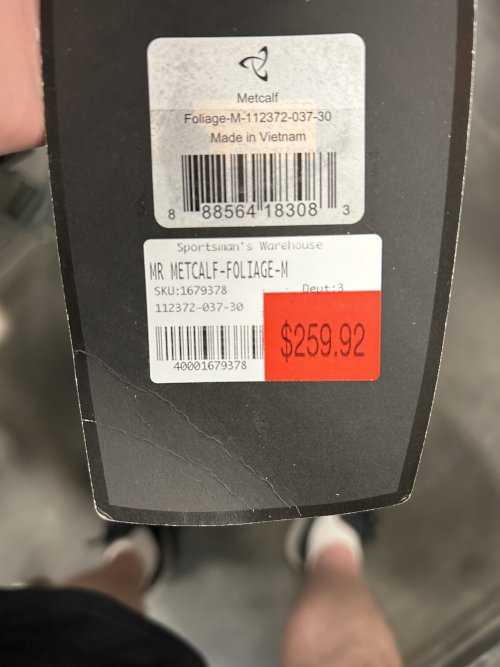 Metcalf
Foliage-M-112372-037-30
Made in Vietnam
8 88564 18308 3
Sportsman's Warehouse
MR METCALF-FOLIAGE-M
SKU:1679378 Dept:3
112372-037-30
$259.92
40001679378